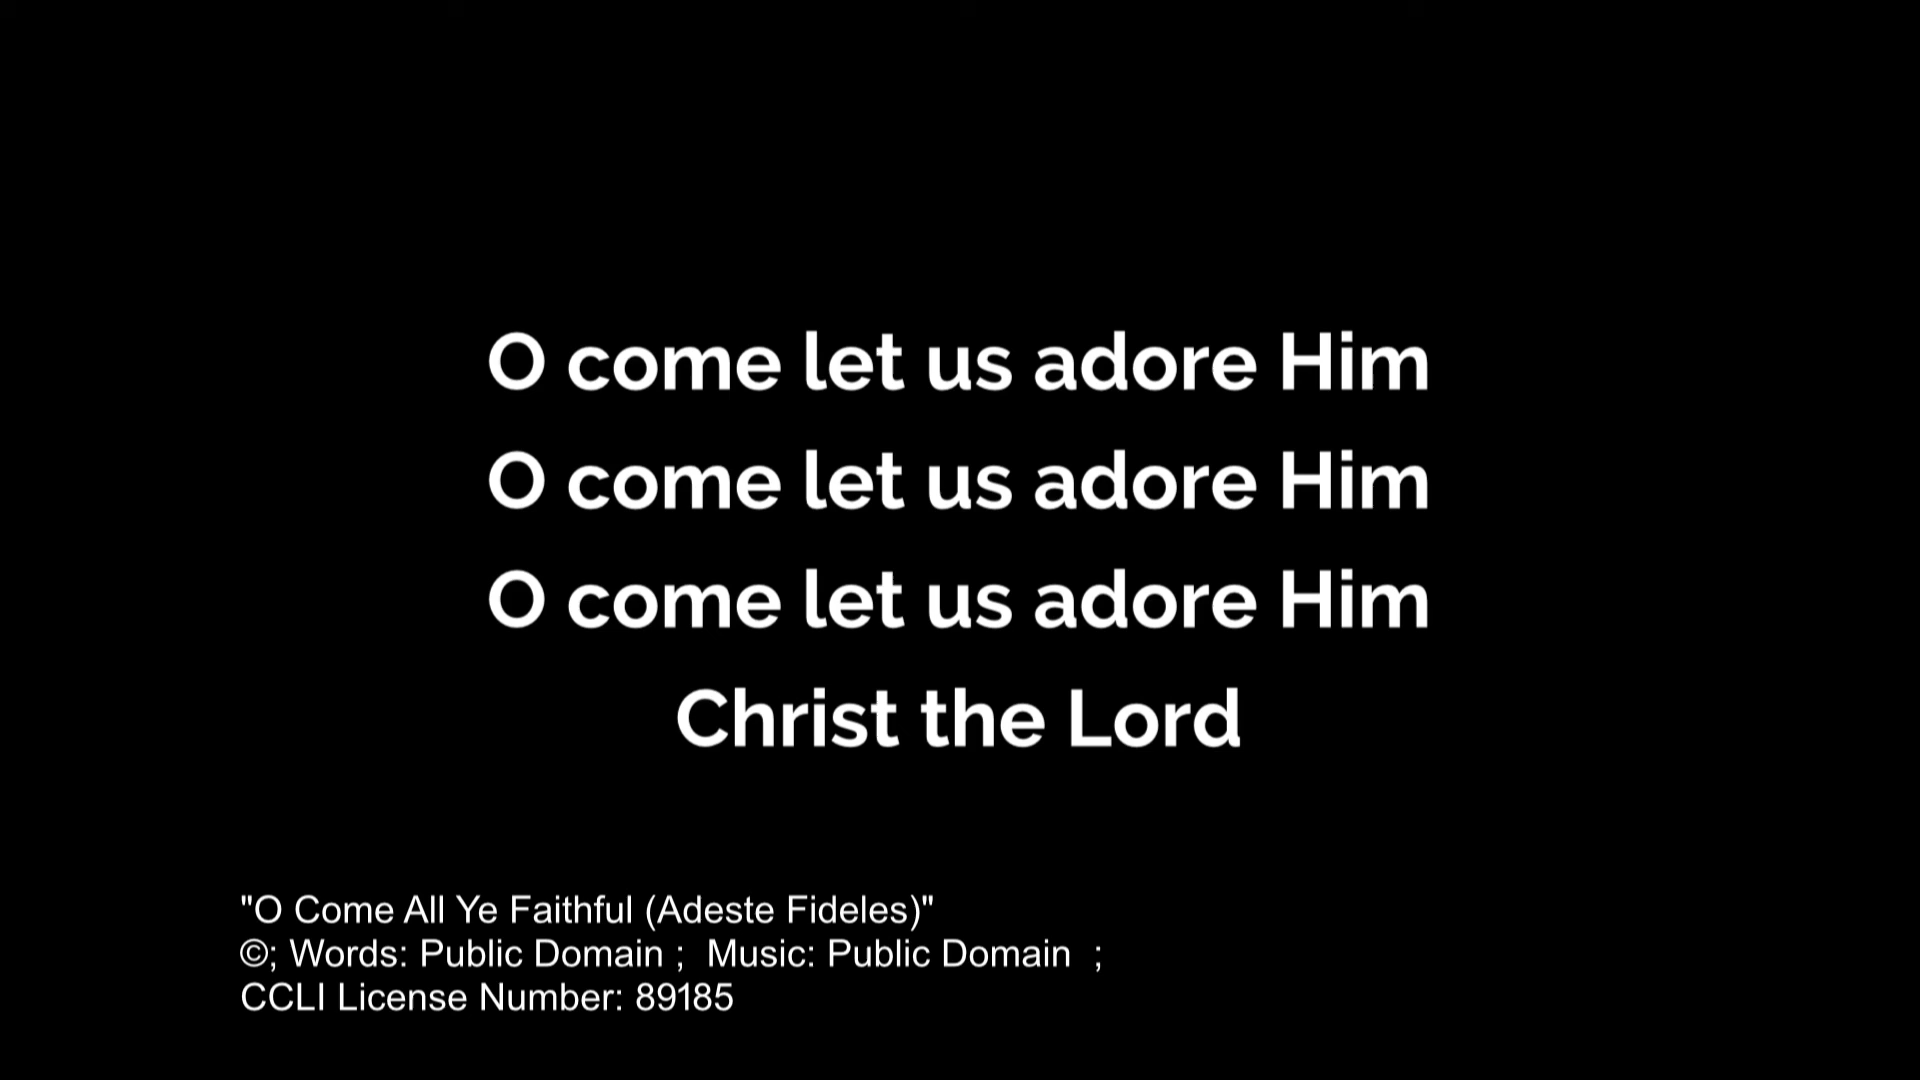 O come let us adore Him
O come let us adore Him
O come let us adore Him
Christ the Lord
"O Come All Ye Faithful (Adeste Fideles)"
©; Words: Public Domain ;  Music: Public Domain  ;
CCLI License Number: 89185